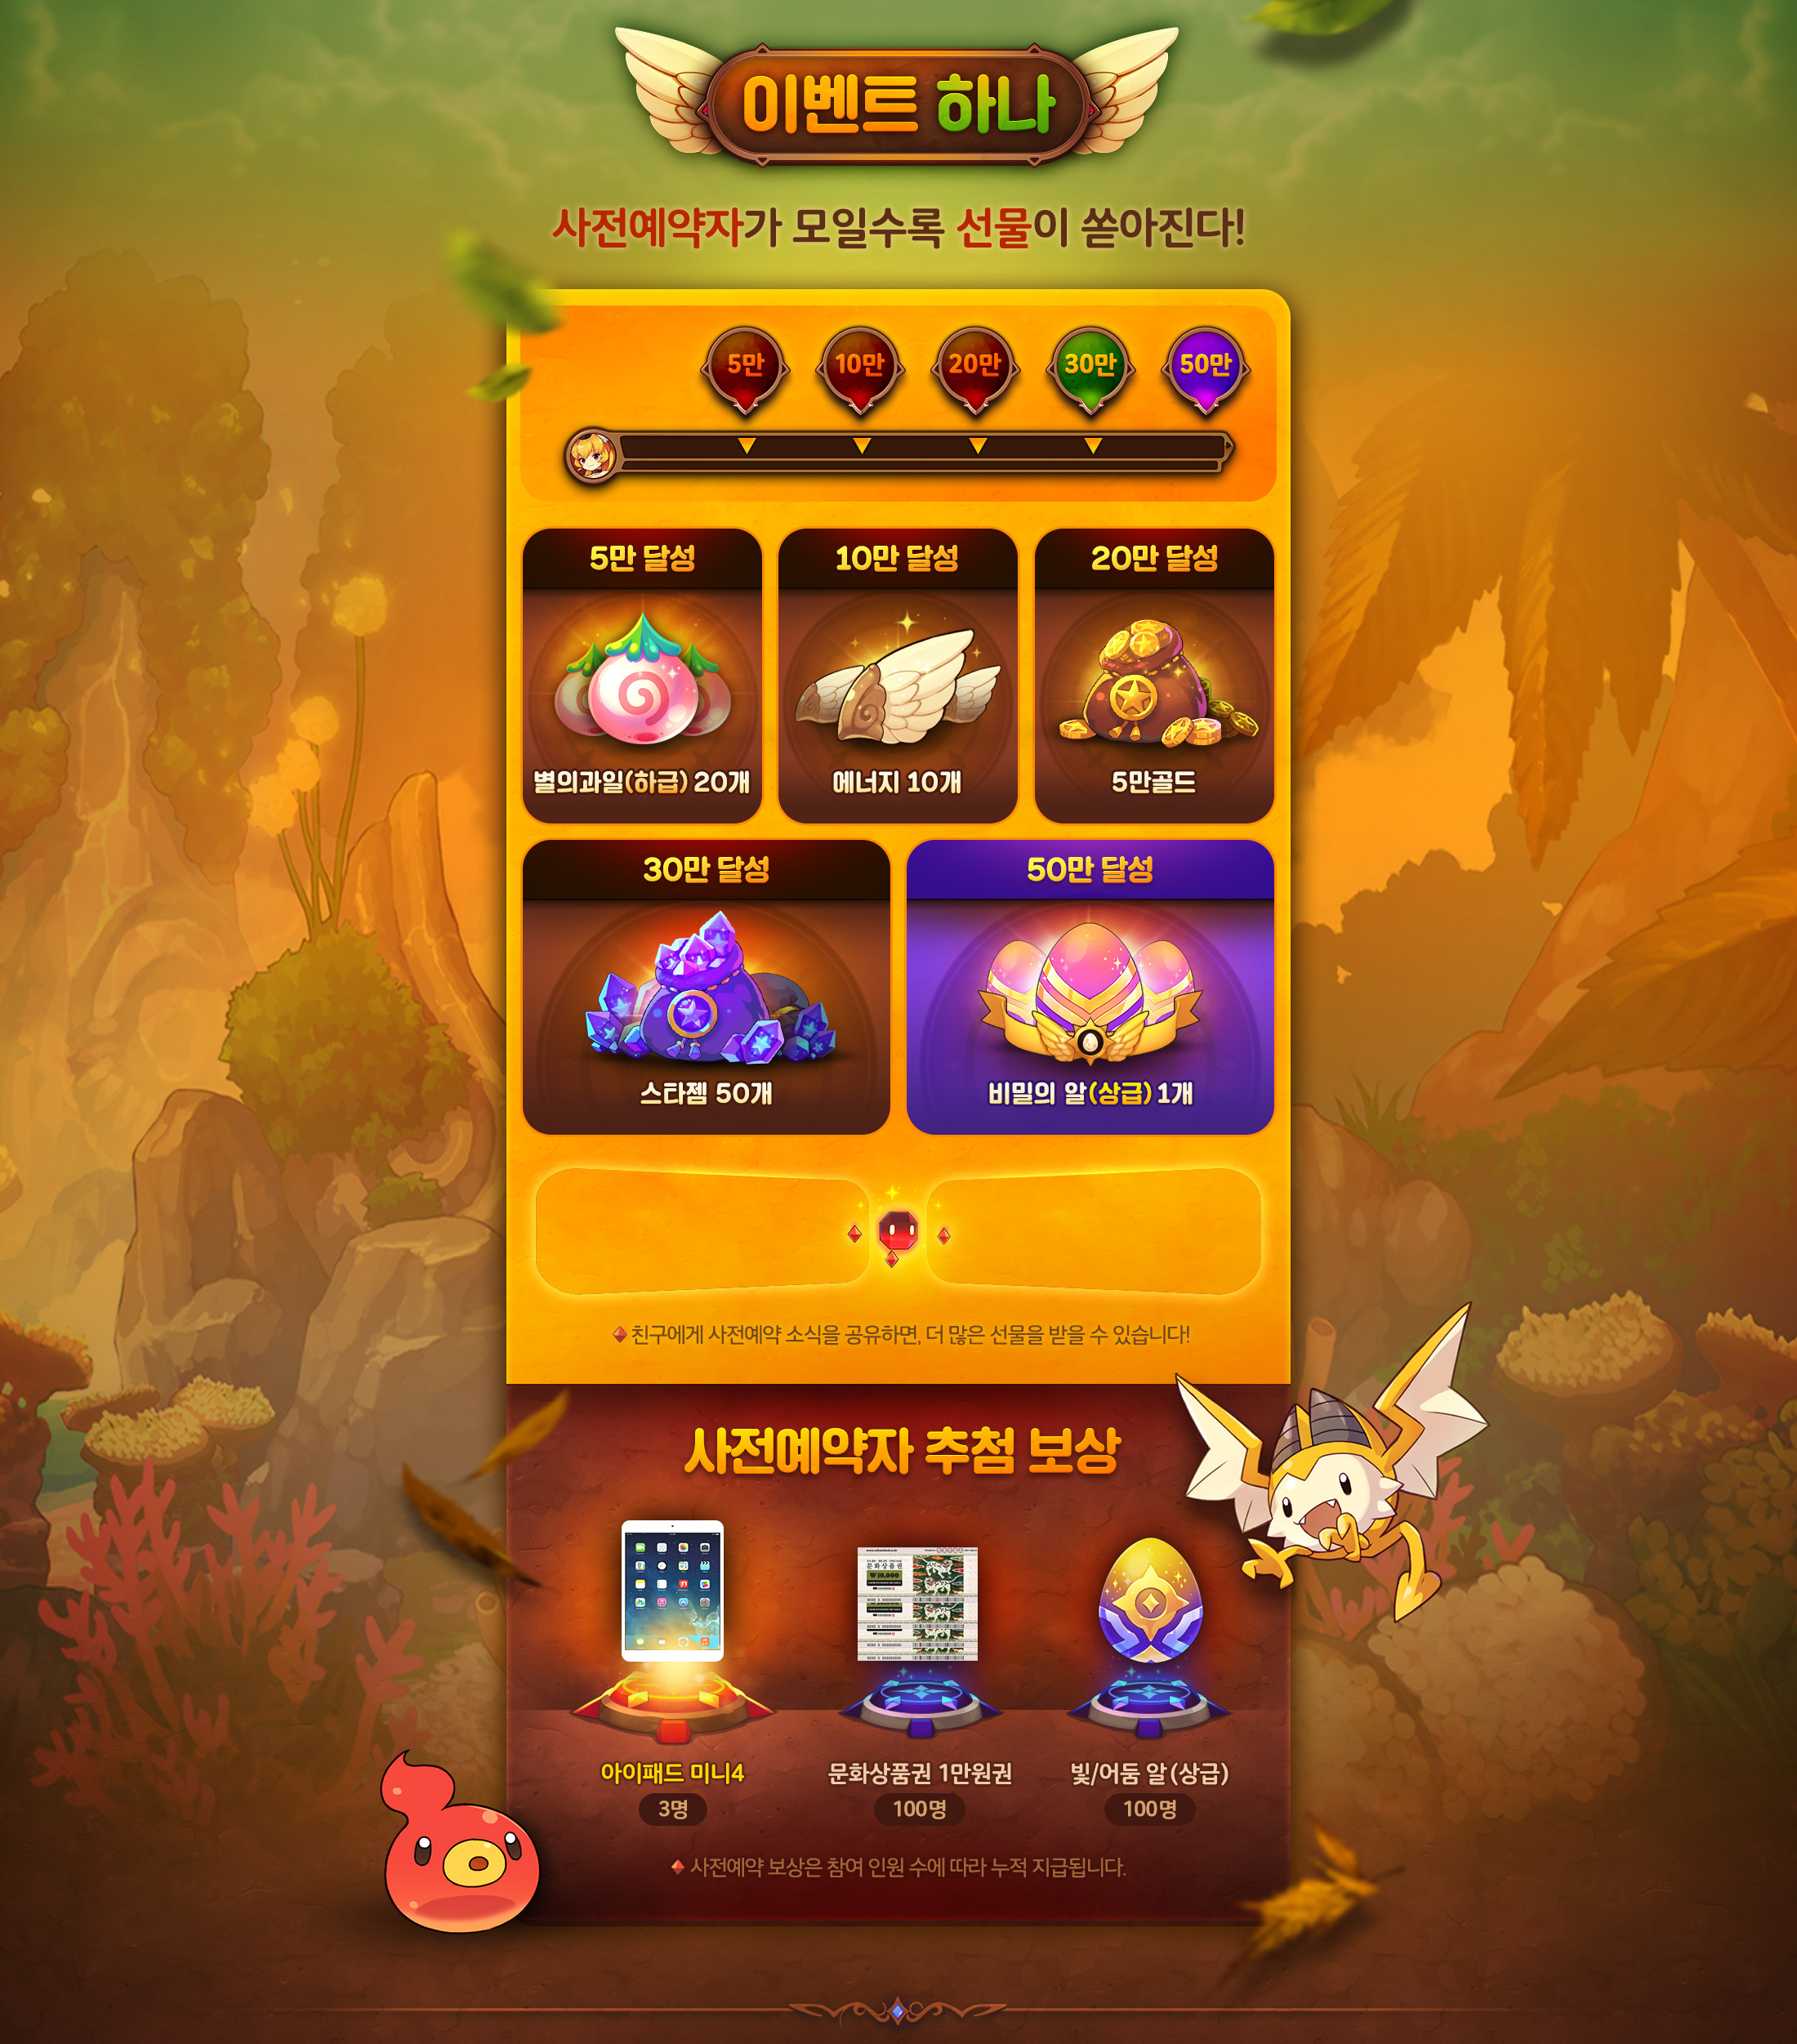 이벤트 하나
사전예약자가 모일수록 선물이 쏟아진다!
5만
10만
20만
30만
50만
5만 달성
10만 달성
20만 달성
별의과일(하급) 20개
에너지 10개
5만골드
30만 달성
50만 달성
스타젬 50개
비밀의 알(상급) 1개
친구에게 사전예약 소식을 공유하면, 더 많은 선물을 받을 수 있습니다!
사전예약자 추첨 보상
문화상품권
₩10,000
아이패드 미니4
문화상품권 1만원권
빛/어둠 알(상급)
3명
100명
100명
사전예약 보상은 참여 인원 수에 따라 누적 지급됩니다.